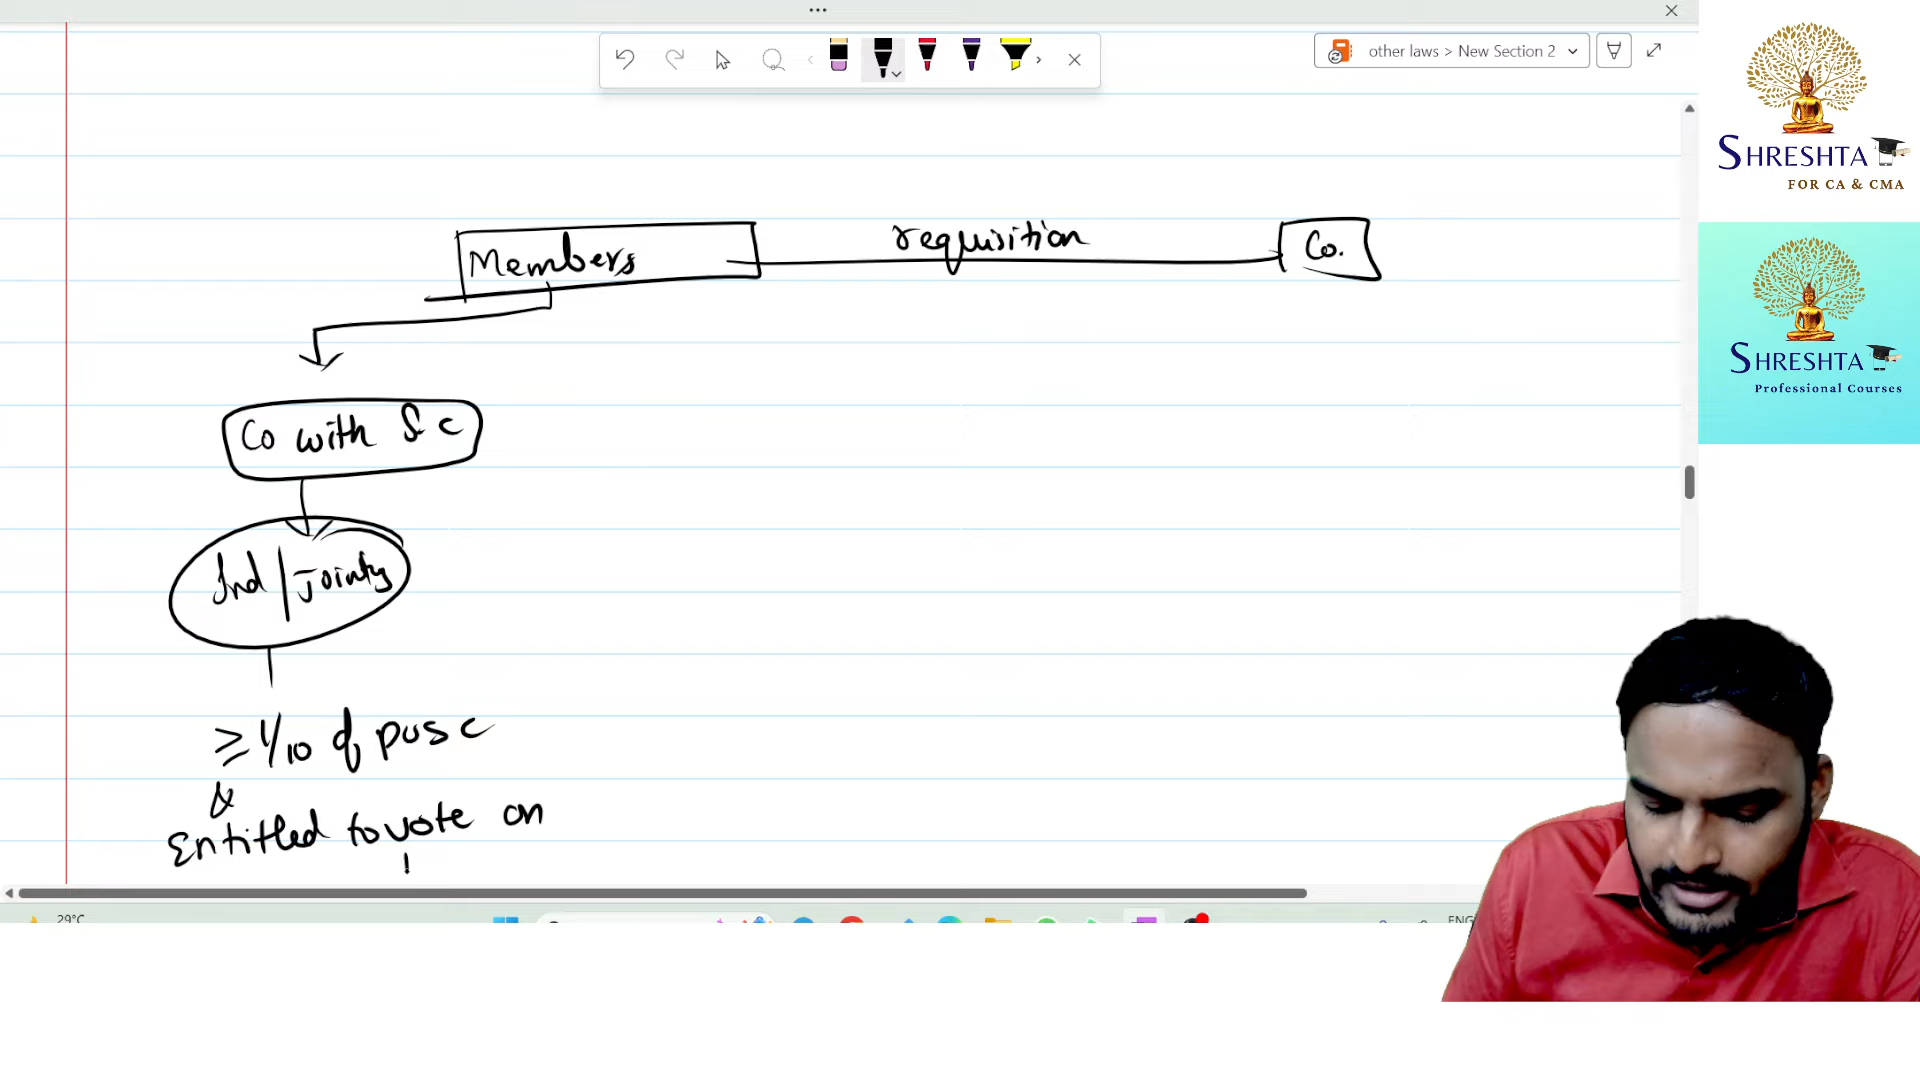 other laws > New Section 2
SHRESHTA
FOR CA & CMA
SHRESHTA
Professional Courses
Members
requisition
Co.
Co with Sc
Ind/Jointly
≥ 1/10 of pusc
&
Entitled to vote on
29°C
ENG